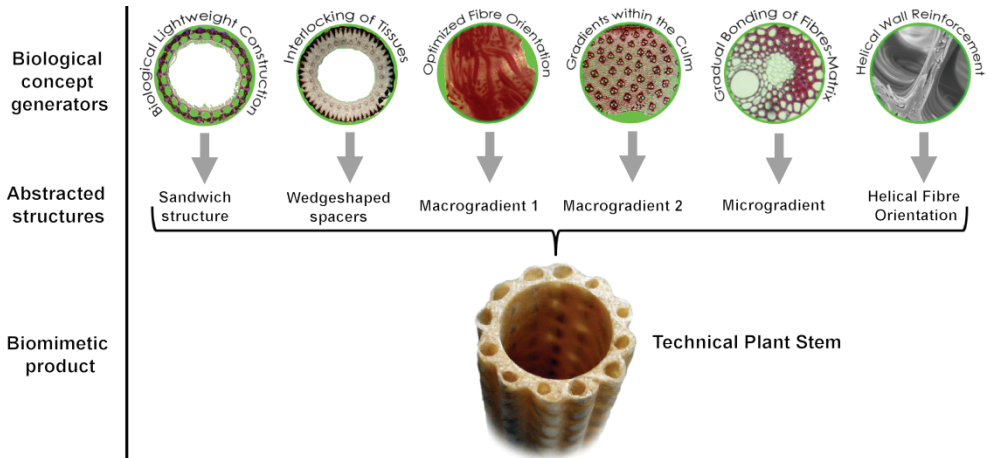 Biological
concept
generators
Biological Lightweight Construction
Interlocking of Tissues
Optimized Fibre Orientation
Gradients within the Culm
Gradual Bonding of Fibres-Matrix
Helical Wall Reinforcement
Abstracted
structures
Sandwich
structure
Wedgeshaped
spacers
Macrogradient 1
Macrogradient 2
Microgradient
Helical Fibre
Orientation
Biomimetic
product
Technical Plant Stem